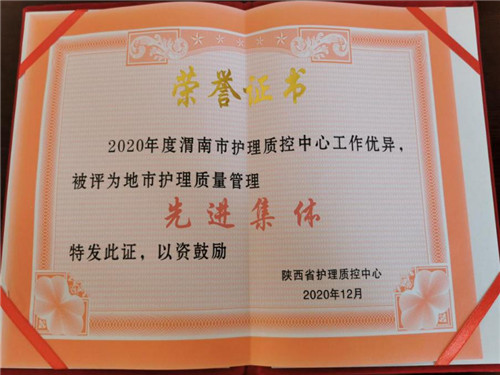 荣誉证书
2020年度渭南市护理质控中心工作优异，
被评为地市护理质量管理
先进集体
特发此证，以资鼓励
陕西省护理质控中心
2020年12月